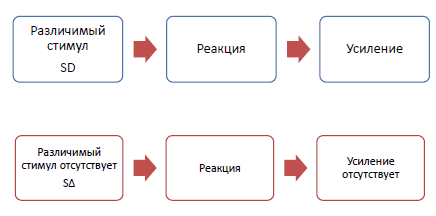 Различимый
стимул
SD
Реакция
Усиление
Различимый
стимул отсутствует
SΔ
Реакция
Усиление
отсутствует